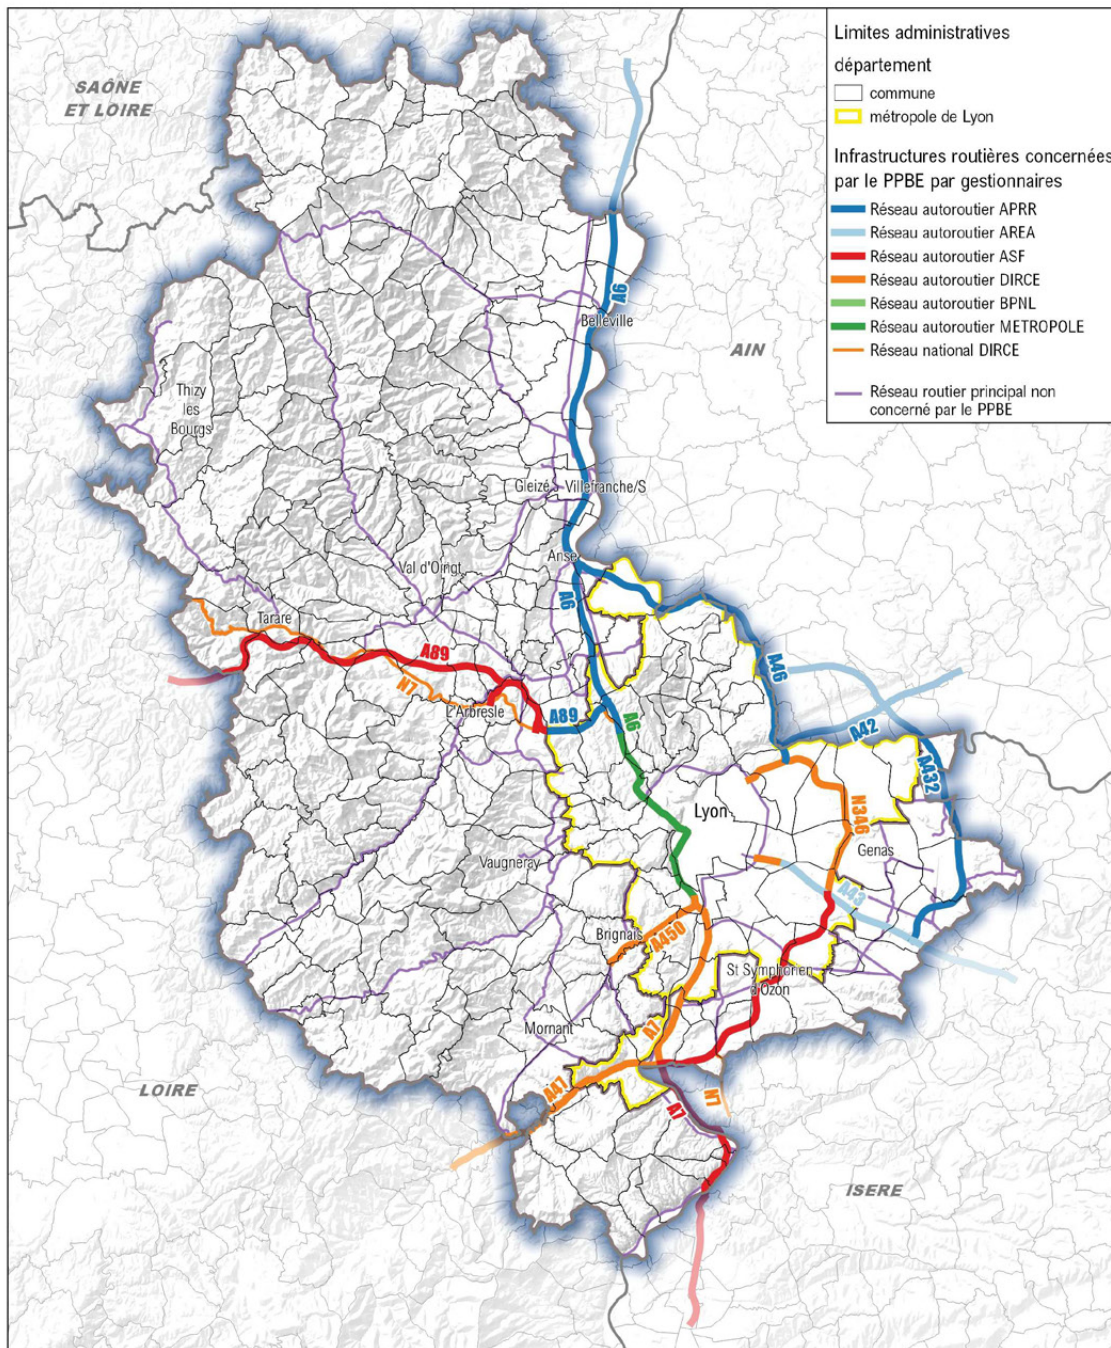 Limites administratives
département
commune
métropole de Lyon
Infrastructures routières concernées
par le PPBE par gestionnaires
Réseau autoroutier APRR
Réseau autoroutier AREA
Réseau autoroutier ASF
Réseau autoroutier DIRCE
Réseau autoroutier BPNL
Réseau autoroutier METROPOLE
Réseau national DIRCE
Réseau routier principal non
concerné par le PPBE
SAÔNE
ET LOIRE
A6
Belleville
AIN
Thizy
les
Bourgs
Gleizé
Villefranche/S
Anse
Val d'Oingt
A6
Tarare
A89
A46
N7
L'Arbresle
A89
A6
A42
A432
Lyon
N346
Genas
Vaugneray
A43
Brignais
A450
St Symphorien
d'Ozon
Mornant
A7
LOIRE
A47
N7
A7
ISERE